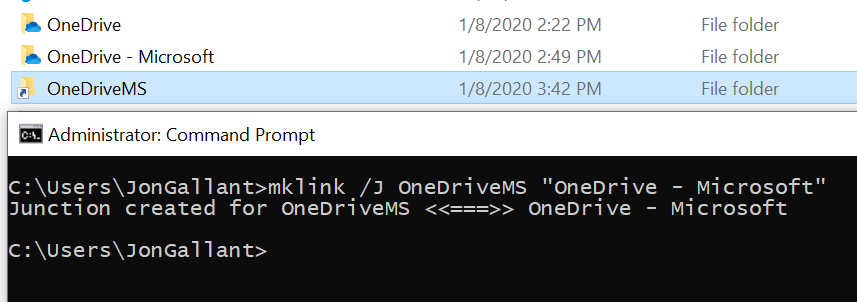 OneDrive 1/8/2020 2:22 PM File folder
OneDrive - Microsoft 1/8/2020 2:49 PM File folder
OneDriveMS 1/8/2020 3:42 PM File folder
C:\. Administrator: Command Prompt
C:\Users\JonGallant>mklink /J OneDriveMS "OneDrive - Microsoft"
Junction created for OneDriveMS <<===>> OneDrive - Microsoft
C:\Users\JonGallant>